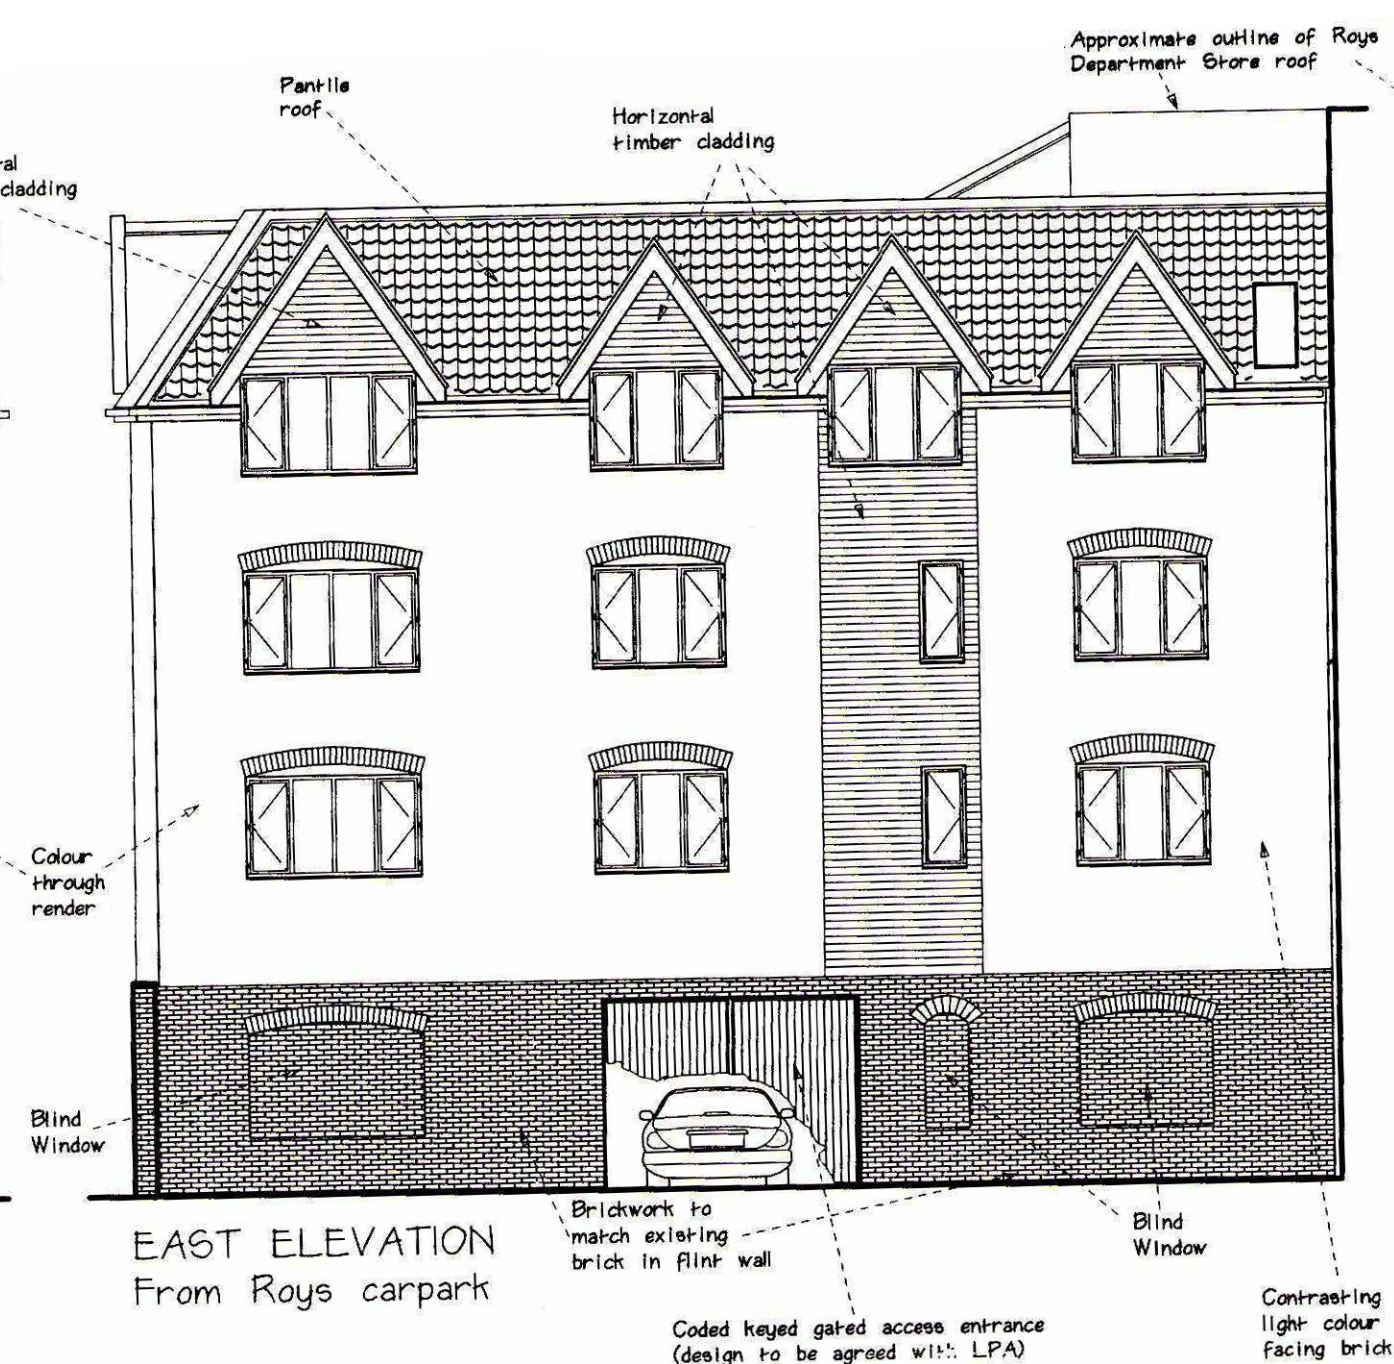 Approximate outline of Roys
Department Store roof
Pantile
roof
Horizontal
timber cladding
cladding
Colour
through
render
Blind
Window
Brickwork to
match existing
brick in flint wall
Blind
Window
EAST ELEVATION
From Roys carpark
Contrasting
light colour
facing brick
Coded keyed gated access entrance
(design to be agreed with LPA)